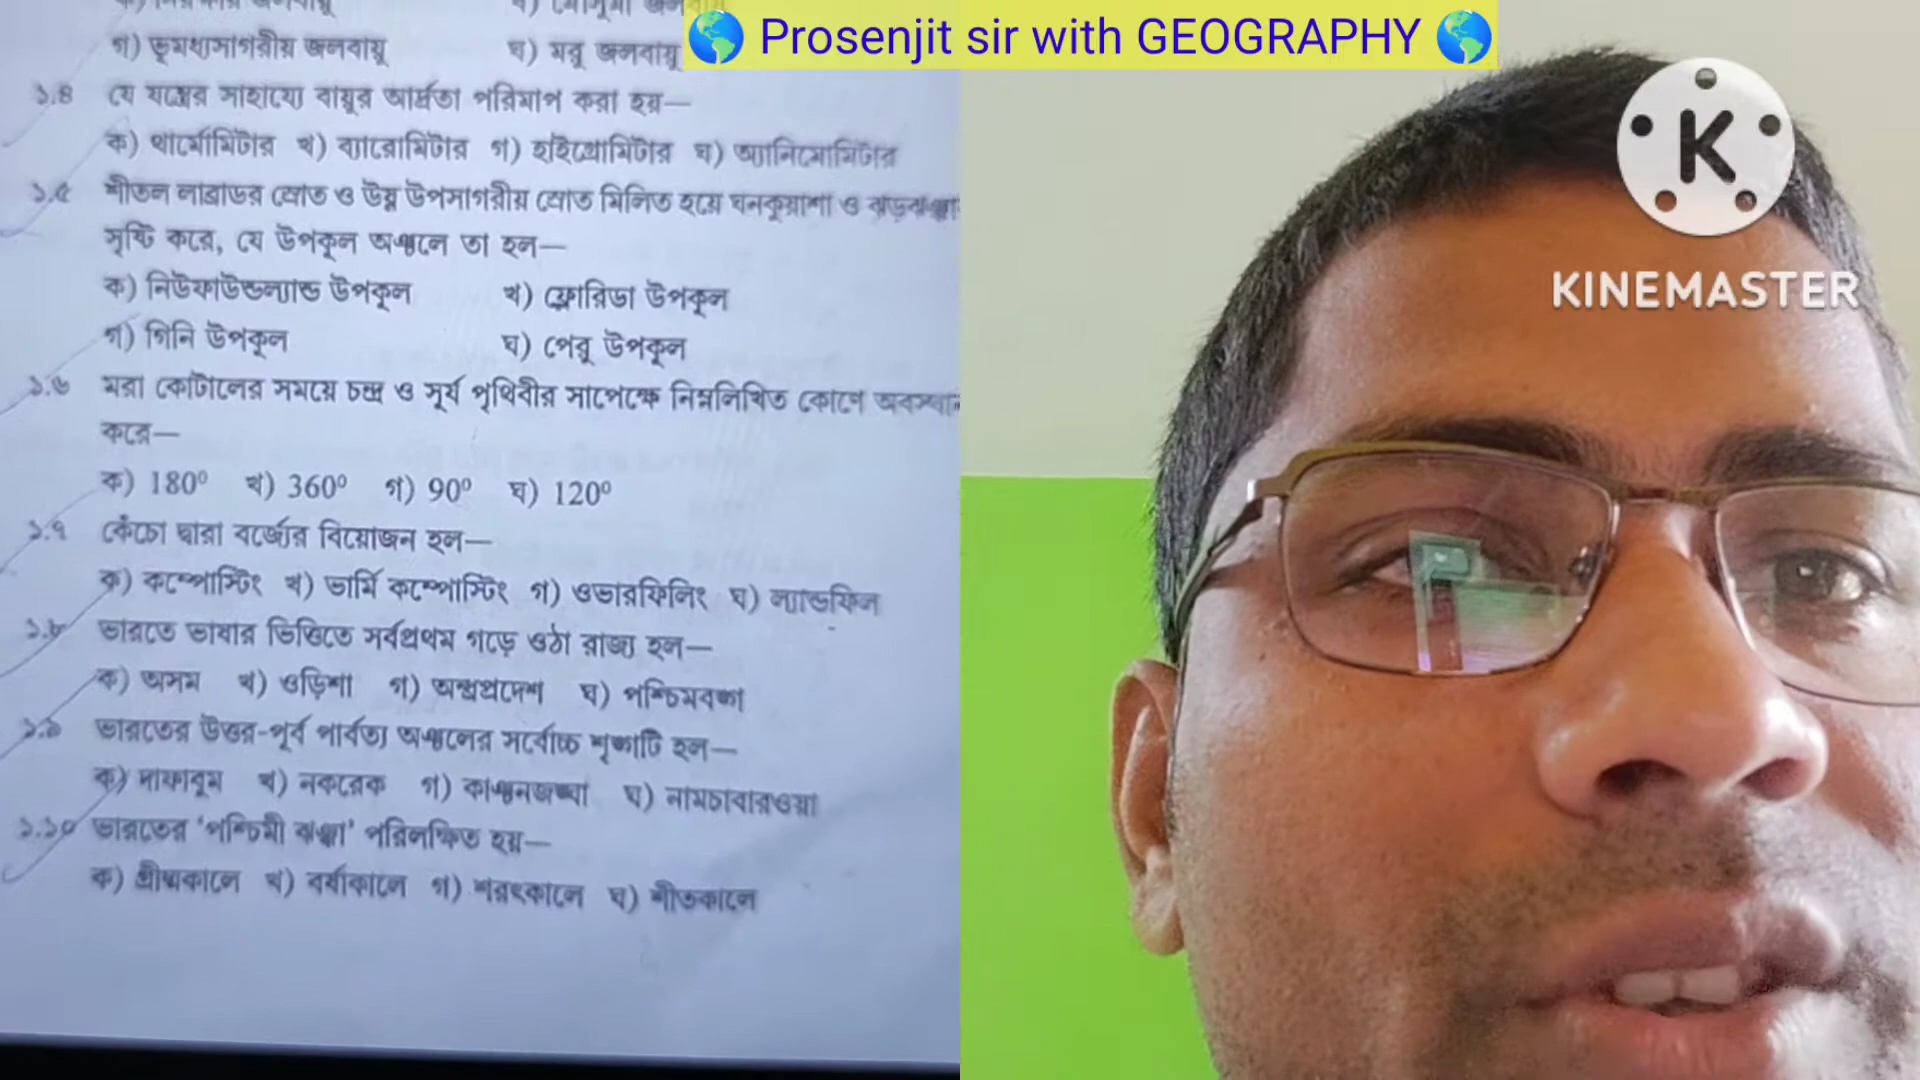 🌎 Prosenjit sir with GEOGRAPHY 🌎
গ) ভূমধ্যসাগরীয় জলবায়ু ঘ) মরু জলবায়ু
১.৪ যে যন্ত্রের সাহায্যে বায়ুর আর্দ্রতা পরিমাপ করা হয়—
ক) থার্মোমিটার খ) ব্যারোমিটার গ) হাইগ্রোমিটার ঘ) অ্যানিমোমিটার
১.৫ শীতল লাব্রাডর স্রোত ও উষ্ণ উপসাগরীয় স্রোত মিলিত হয়ে ঘনকুয়াশা ও ঝড়ঝঞ্ঝা
সৃষ্টি করে, যে উপকূল অঞ্চলে তা হল—
ক) নিউফাউন্ডল্যান্ড উপকূল খ) ফ্লোরিডা উপকূল
গ) গিনি উপকূল ঘ) পেরু উপকূল
১.৬ মরা কোটালের সময়ে চন্দ্র ও সূর্য পৃথিবীর সাপেক্ষে নিম্নলিখিত কোণে অবস্থান
করে—
ক) 180° খ) 360° গ) 90° ঘ) 120°
১.৭ কেঁচো দ্বারা বর্জ্যের বিয়োজন হল—
ক) কম্পোস্টিং খ) ভার্মি কম্পোস্টিং গ) ওভারফিলিং ঘ) ল্যান্ডফিল
১.৮ ভারতে ভাষার ভিত্তিতে সর্বপ্রথম গড়ে ওঠা রাজ্য হল—
ক) অসম খ) ওড়িশা গ) অন্ধ্রপ্রদেশ ঘ) পশ্চিমবঙ্গ
১.৯ ভারতের উত্তর-পূর্ব পার্বত্য অঞ্চলের সর্বোচ্চ শৃঙ্গটি হল—
ক) দাফাবুম খ) নকরেক গ) কাঞ্চনজঙ্ঘা ঘ) নামচাবারওয়া
১.১০ ভারতের ‘পশ্চিমী ঝঞ্ঝা’ পরিলক্ষিত হয়—
ক) গ্রীষ্মকালে খ) বর্ষাকালে গ) শরৎকালে ঘ) শীতকালে
K
KINEMASTER